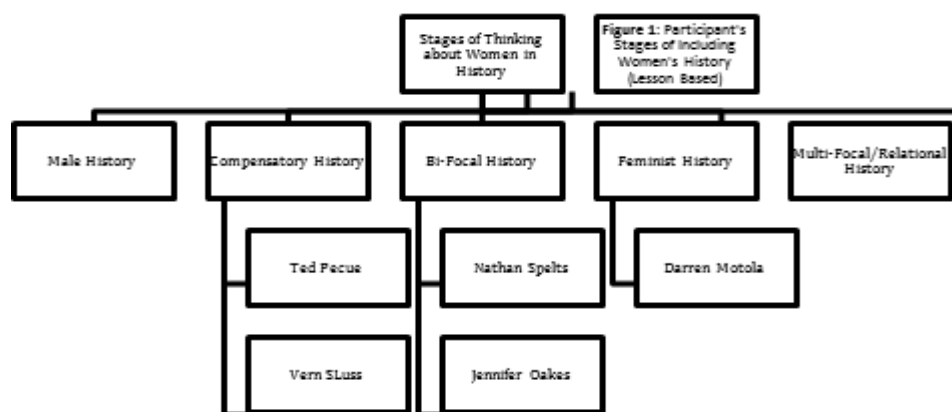 Stages of Thinking
about Women in
History
Figure 1: Participant's
Stages of Including
Women's History
(Lesson Based)
Male History
Compensatory History
Bi-Focal History
Feminist History
Multi-Focal/Relational
History
Ted Pecue
Nathan Spelts
Darren Motola
Vern SLuss
Jennifer Oakes